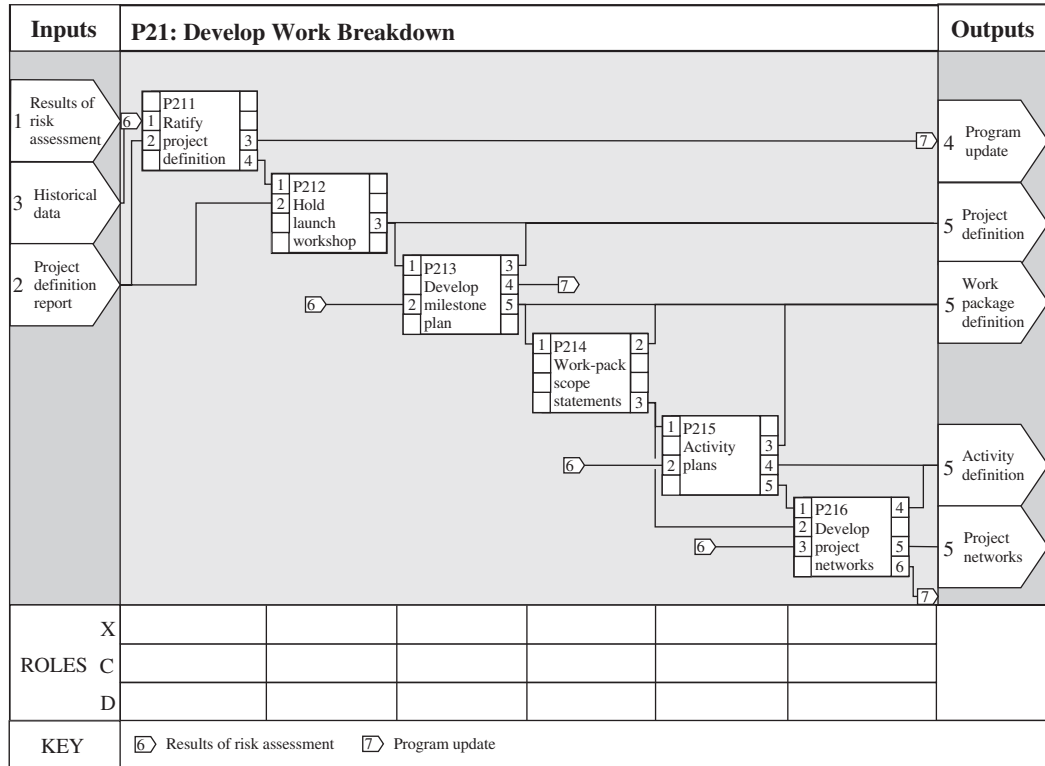 Inputs
P21: Develop Work Breakdown
Outputs
1
Results of
risk
assessment
3
Historical
data
2
Project
definition
report
6
1
2
P211
Ratify
project
definition
3
4
7
1
2
P212
Hold
launch
workshop
3
6
1
2
P213
Develop
milestone
plan
3
4
5
7
1
P214
Work-pack
scope
statements
2
3
6
1
2
P215
Activity
plans
3
4
5
6
1
2
3
P216
Develop
project
networks
4
5
6
7
4
Program
update
5
Project
definition
5
Work
package
definition
5
Activity
definition
5
Project
networks
ROLES
X
C
D
KEY
6 Results of risk assessment
7 Program update